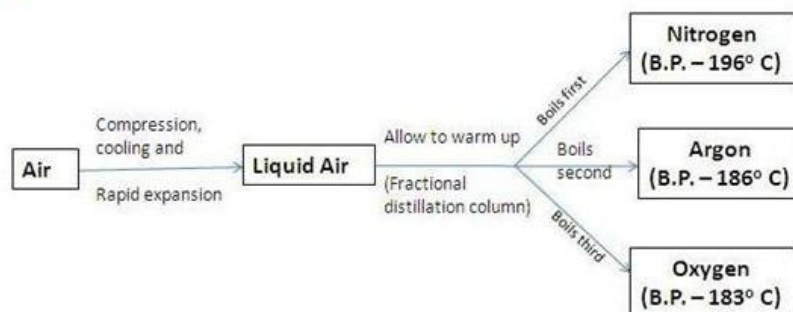 Nitrogen
(B.P. – 196° C)
Boils first
Compression,
cooling and
Allow to warm up
Boils
second
Argon
(B.P. – 186° C)
Air
Liquid Air
Rapid expansion
(Fractional
distillation column)
Boils third
Oxygen
(B.P. – 183° C)